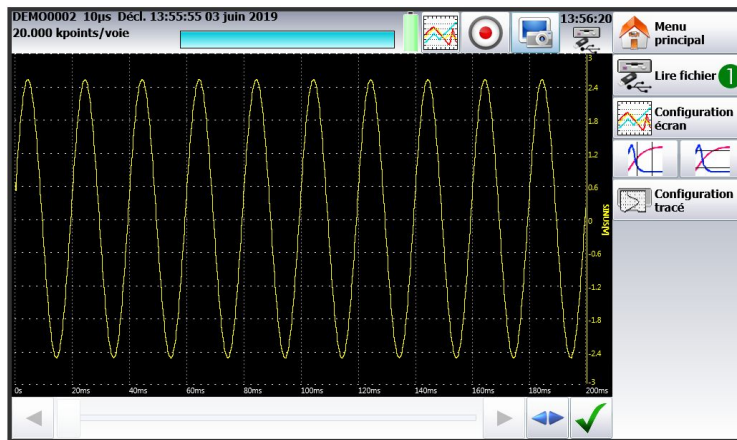 DEMO0002 10µs Décl. 13:55:55 03 juin 2019
20.000 kpoints/voie
13:56:20
Menu
principal
Lire fichier 1
Configuration
écran
Configuration
tracé
3
2.4
1.8
1.2
0.6
0
-0.6
-1.2
-1.8
-2.4
-3
SINUS(V)
0s 20ms 40ms 60ms 80ms 100ms 120ms 140ms 160ms 180ms 200ms